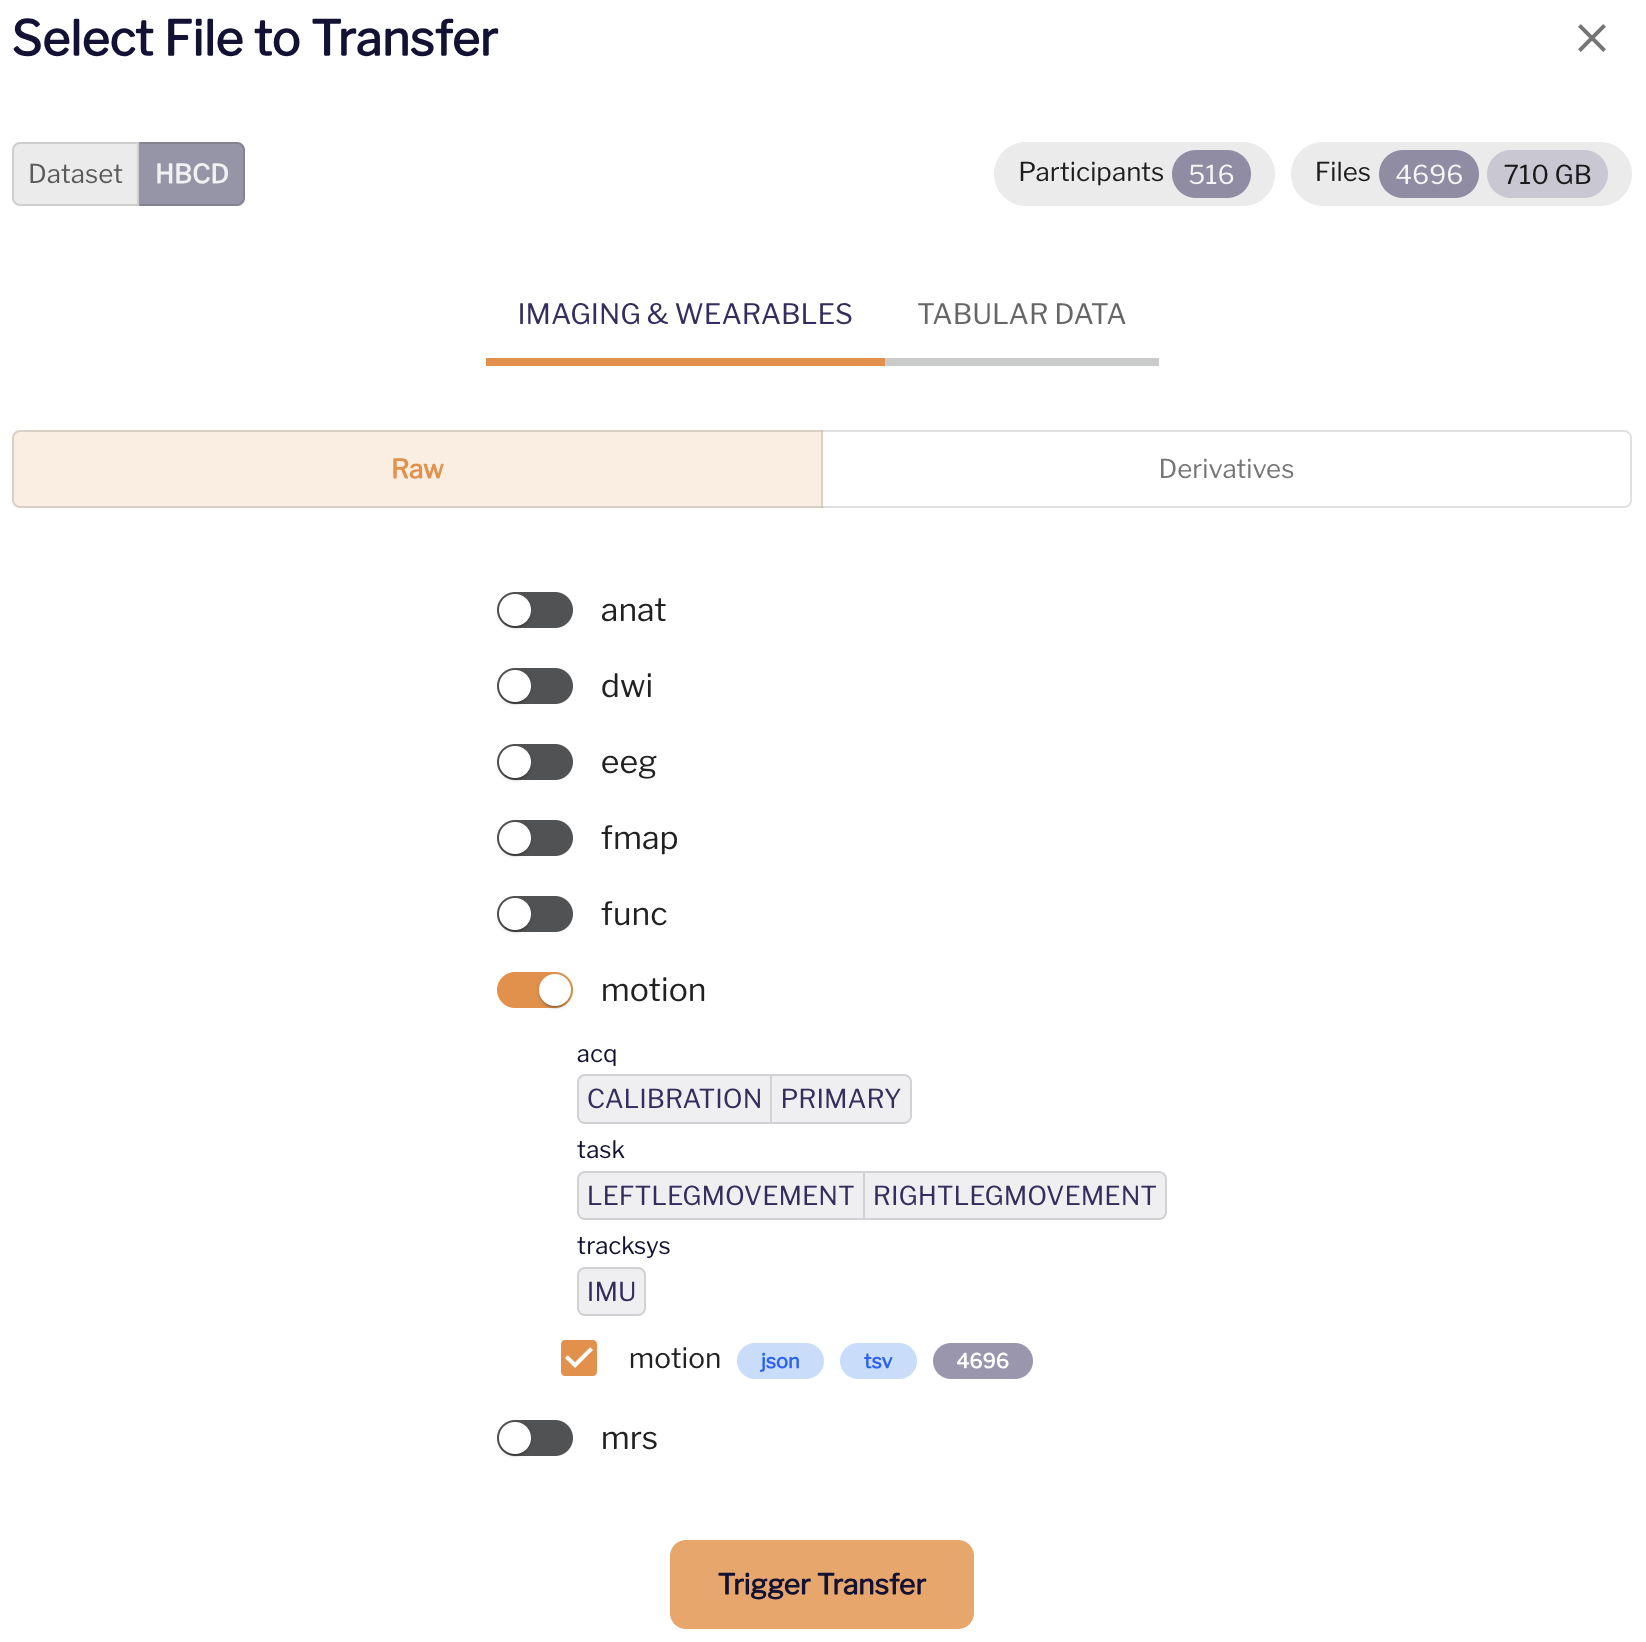 Select File to Transfer
Dataset HBCD
Participants 516 Files 4696 710 GB
IMAGING & WEARABLES TABULAR DATA
Raw Derivatives
anat
dwi
eeg
fmap
func
motion
acq
CALIBRATION PRIMARY
task
LEFTLEGMOVEMENT RIGHTLEGMOVEMENT
tracksys
IMU
motion json tsv 4696
mrs
Trigger Transfer